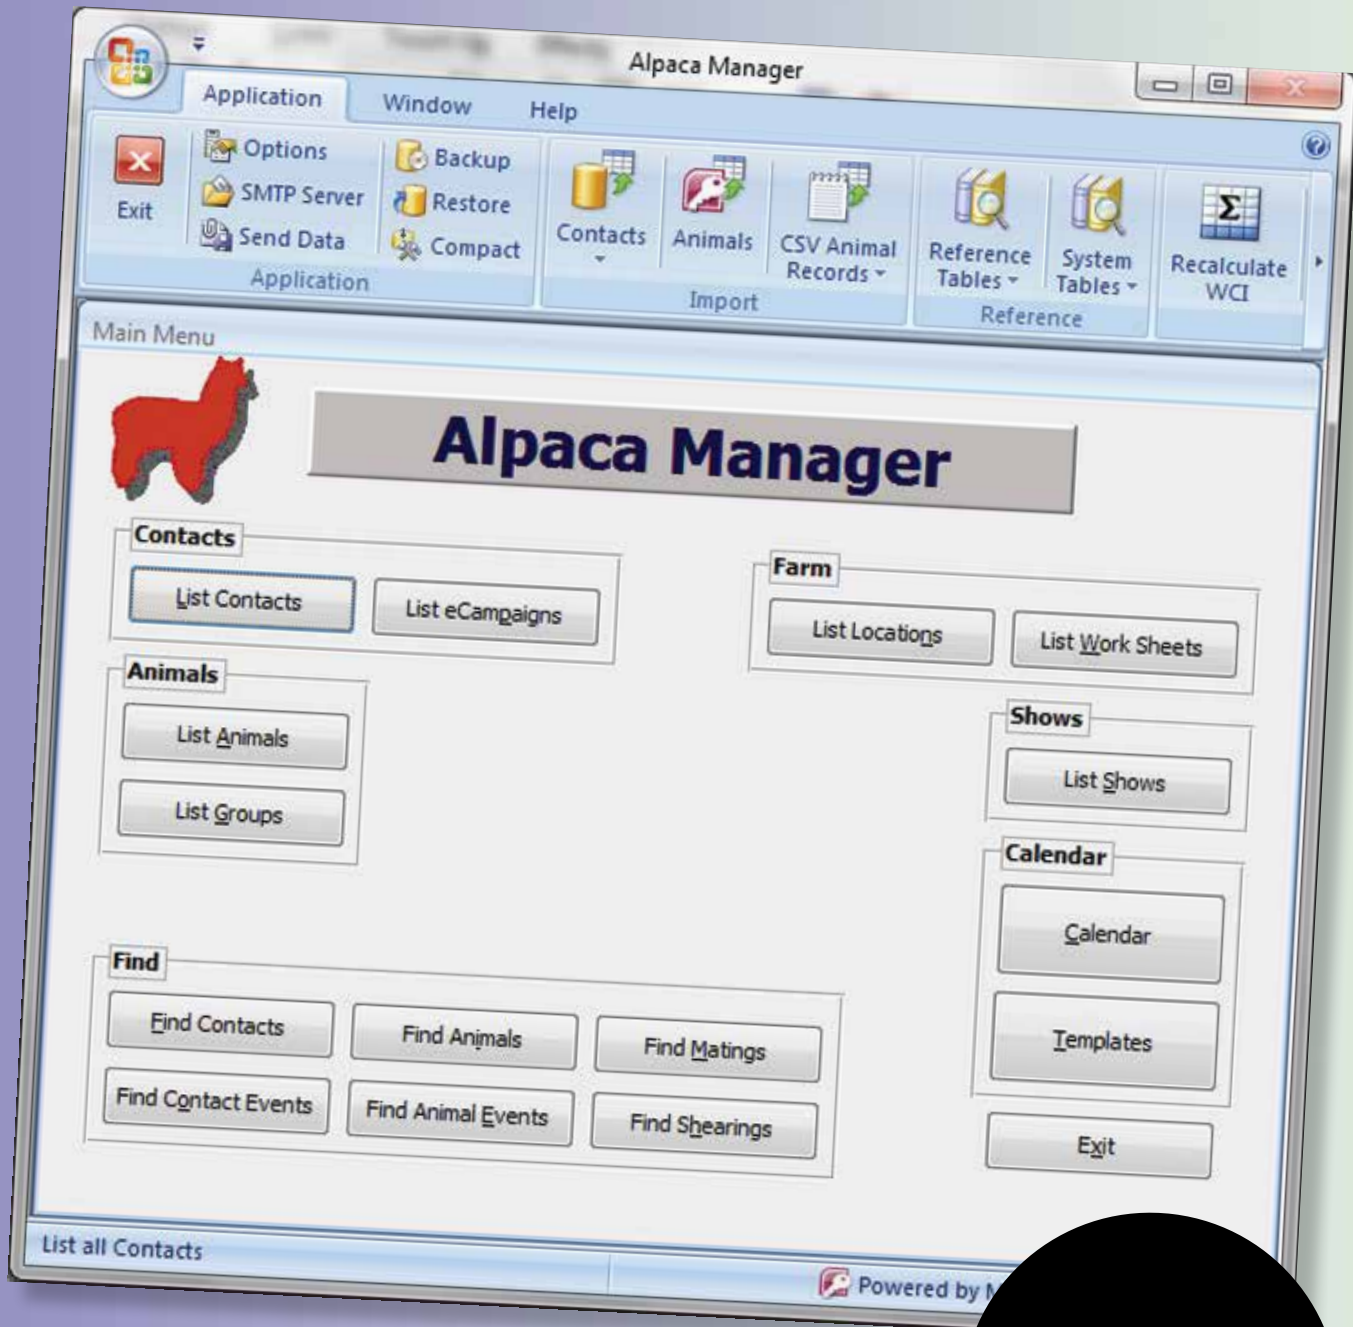 Alpaca Manager
Application Window Help
Exit
Options
SMTP Server
Send Data
Backup
Restore
Compact
Application
Contacts
Animals
CSV Animal
Records
Import
Reference
Tables
System
Tables
Reference
Σ
Recalculate
WCI
Main Menu
Alpaca Manager
Contacts
List Contacts
List eCampaigns
Farm
List Locations
List Work Sheets
Animals
List Animals
List Groups
Shows
List Shows
Calendar
Calendar
Templates
Find
Find Contacts
Find Animals
Find Matings
Find Contact Events
Find Animal Events
Find Shearings
Exit
List all Contacts
Powered by